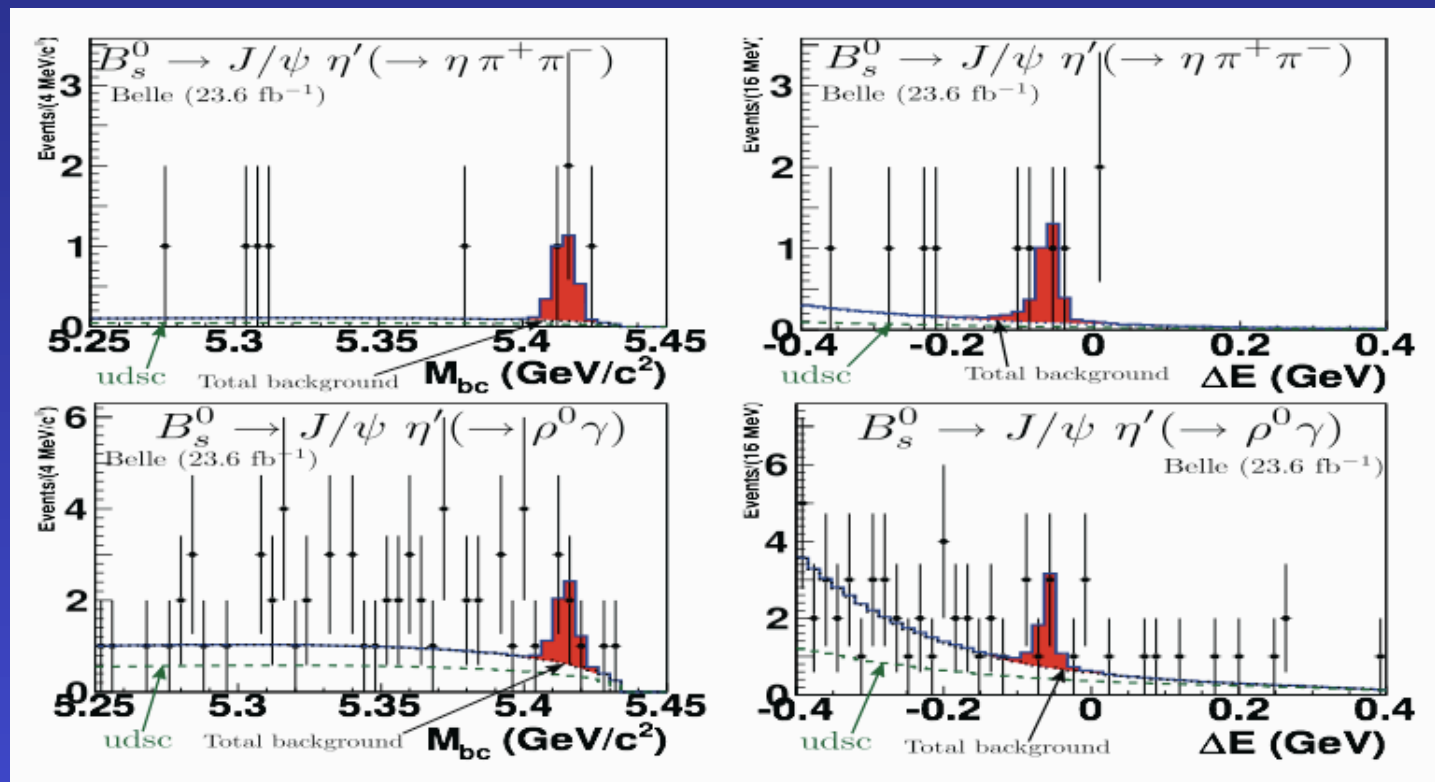 B_s^0 → J/ψ η′(→ η π⁺π⁻)
Belle (23.6 fb⁻¹)
Events/(4 MeV/c²)
3
2
1
0
5.25 5.3 5.35 5.4 5.45
udsc
Total background
M_bc (GeV/c²)
B_s^0 → J/ψ η′(→ η π⁺π⁻)
Belle (23.6 fb⁻¹)
Events/(16 MeV)
3
2
1
0
-0.4 -0.2 0 0.2 0.4
udsc
Total background
ΔE (GeV)
B_s^0 → J/ψ η′(→ ρ⁰γ)
Belle (23.6 fb⁻¹)
Events/(4 MeV/c²)
6
4
2
0
5.25 5.3 5.35 5.4 5.45
udsc
Total background
M_bc (GeV/c²)
B_s^0 → J/ψ η′(→ ρ⁰γ)
Belle (23.6 fb⁻¹)
Events/(16 MeV)
6
4
2
0
-0.4 -0.2 0 0.2 0.4
udsc
Total background
ΔE (GeV)